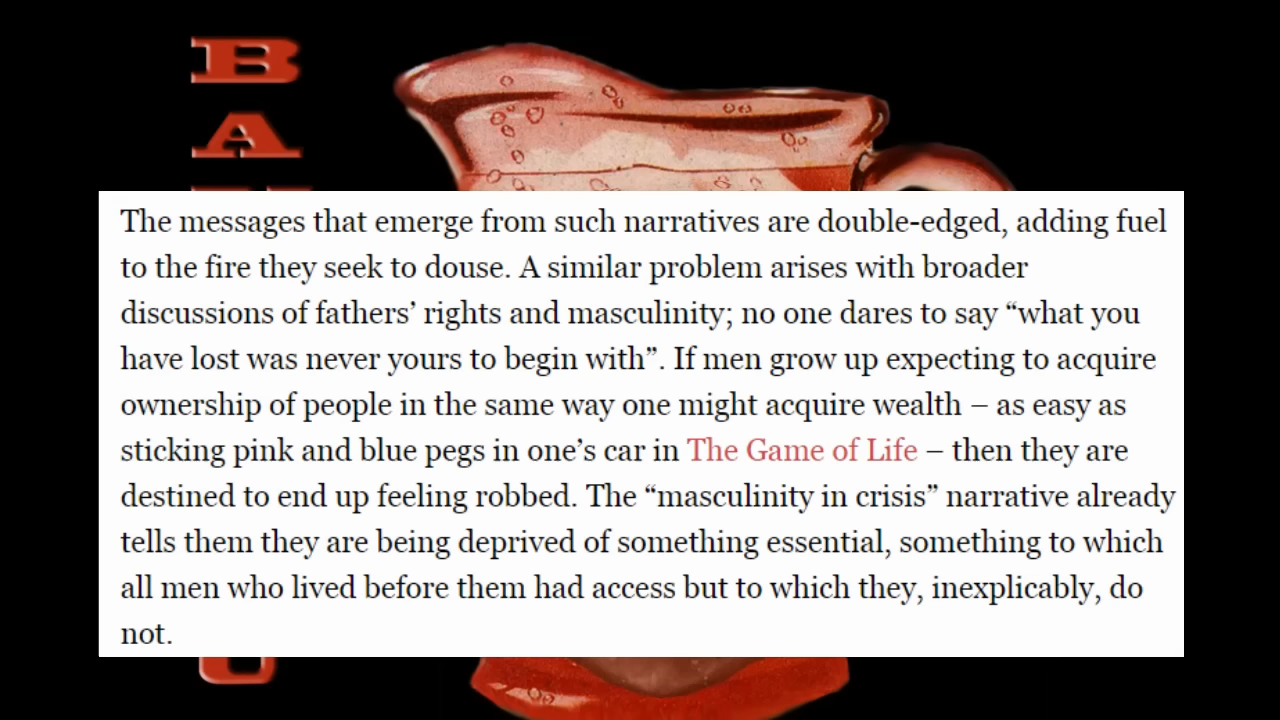 B
A
The messages that emerge from such narratives are double-edged, adding fuel
to the fire they seek to douse. A similar problem arises with broader
discussions of fathers’ rights and masculinity; no one dares to say “what you
have lost was never yours to begin with”. If men grow up expecting to acquire
ownership of people in the same way one might acquire wealth – as easy as
sticking pink and blue pegs in one’s car in The Game of Life – then they are
destined to end up feeling robbed. The “masculinity in crisis” narrative already
tells them they are being deprived of something essential, something to which
all men who lived before them had access but to which they, inexplicably, do
not.